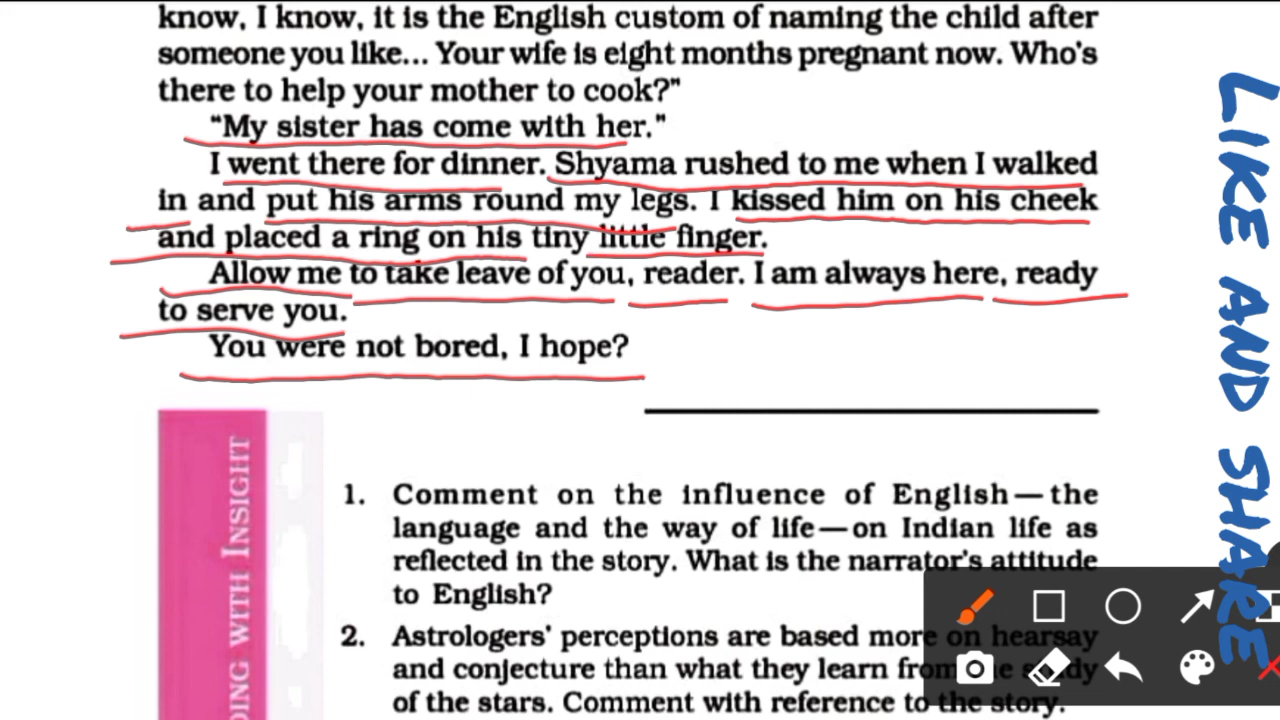 know, I know, it is the English custom of naming the child after
someone you like... Your wife is eight months pregnant now. Who's
there to help your mother to cook?"
"My sister has come with her."
I went there for dinner. Shyama rushed to me when I walked
in and put his arms round my legs. I kissed him on his cheek
and placed a ring on his tiny little finger.
Allow me to take leave of you, reader. I am always here, ready
to serve you.
You were not bored, I hope?
DING WITH INSIGHT
1. Comment on the influence of English—the
language and the way of life—on Indian life as
reflected in the story. What is the narrator's attitude
to English?
2. Astrologers' perceptions are based more on hearsay
and conjecture than what they learn from the study
of the stars. Comment with reference to the story.
LIKE AND SHARE